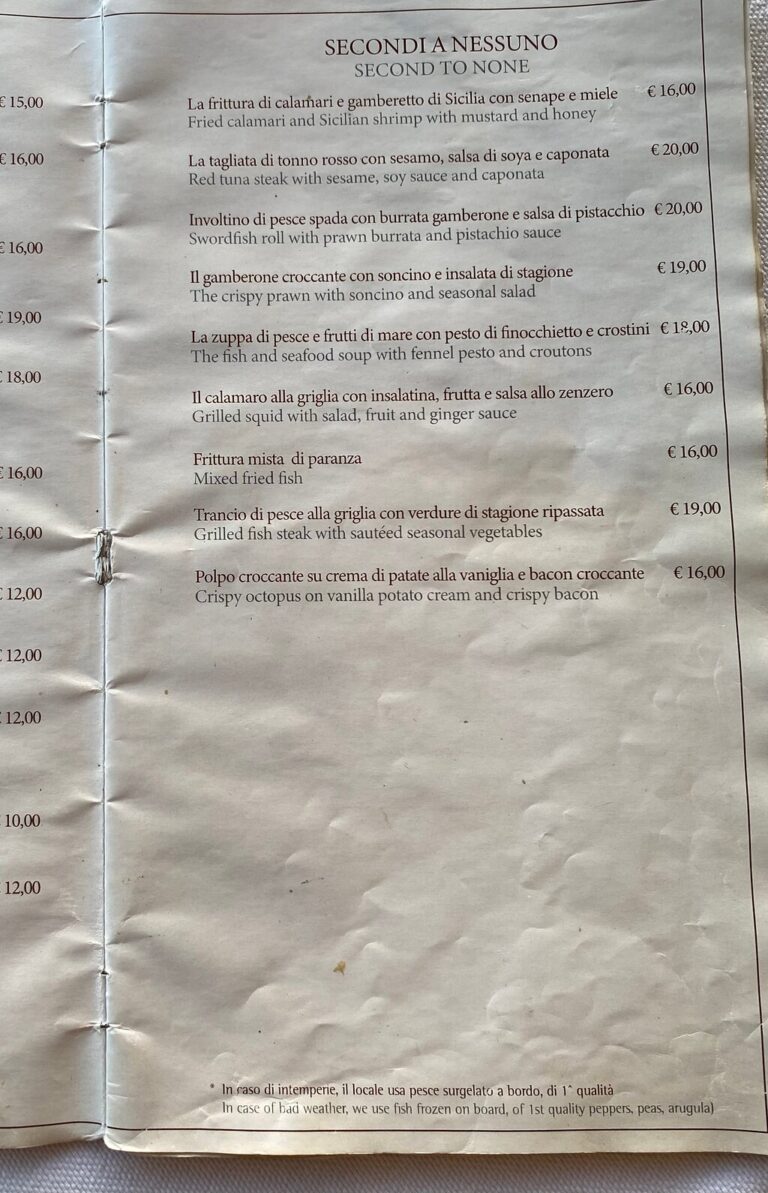 € 15,00
€ 16,00
€ 16,00
€ 19,00
€ 18,00
€ 16,00
€ 16,00
€ 12,00
€ 12,00
€ 12,00
10,00
12,00
SECONDI A NESSUNO
SECOND TO NONE
La frittura di calamari e gamberetto di Sicilia con senape e miele € 16,00
Fried calamari and Sicilian shrimp with mustard and honey
La tagliata di tonno rosso con sesamo, salsa di soya e caponata € 20,00
Red tuna steak with sesame, soy sauce and caponata
Involtino di pesce spada con burrata gamberone e salsa di pistacchio € 20,00
Swordfish roll with prawn burrata and pistachio sauce
Il gamberone croccante con soncino e insalata di stagione € 19,00
The crispy prawn with soncino and seasonal salad
La zuppa di pesce e frutti di mare con pesto di finocchietto e crostini € 18,00
The fish and seafood soup with fennel pesto and croutons
Il calamaro alla griglia con insalatina, frutta e salsa allo zenzero € 16,00
Grilled squid with salad, fruit and ginger sauce
Frittura mista di paranza € 16,00
Mixed fried fish
Trancio di pesce alla griglia con verdure di stagione ripassata € 19,00
Grilled fish steak with sautéed seasonal vegetables
Polpo croccante su crema di patate alla vaniglia e bacon croccante € 16,00
Crispy octopus on vanilla potato cream and crispy bacon
* In caso di intemperie, il locale usa pesce surgelato a bordo, di 1^ qualità
In case of bad weather, we use fish frozen on board, of 1st quality peppers, peas, arugula)